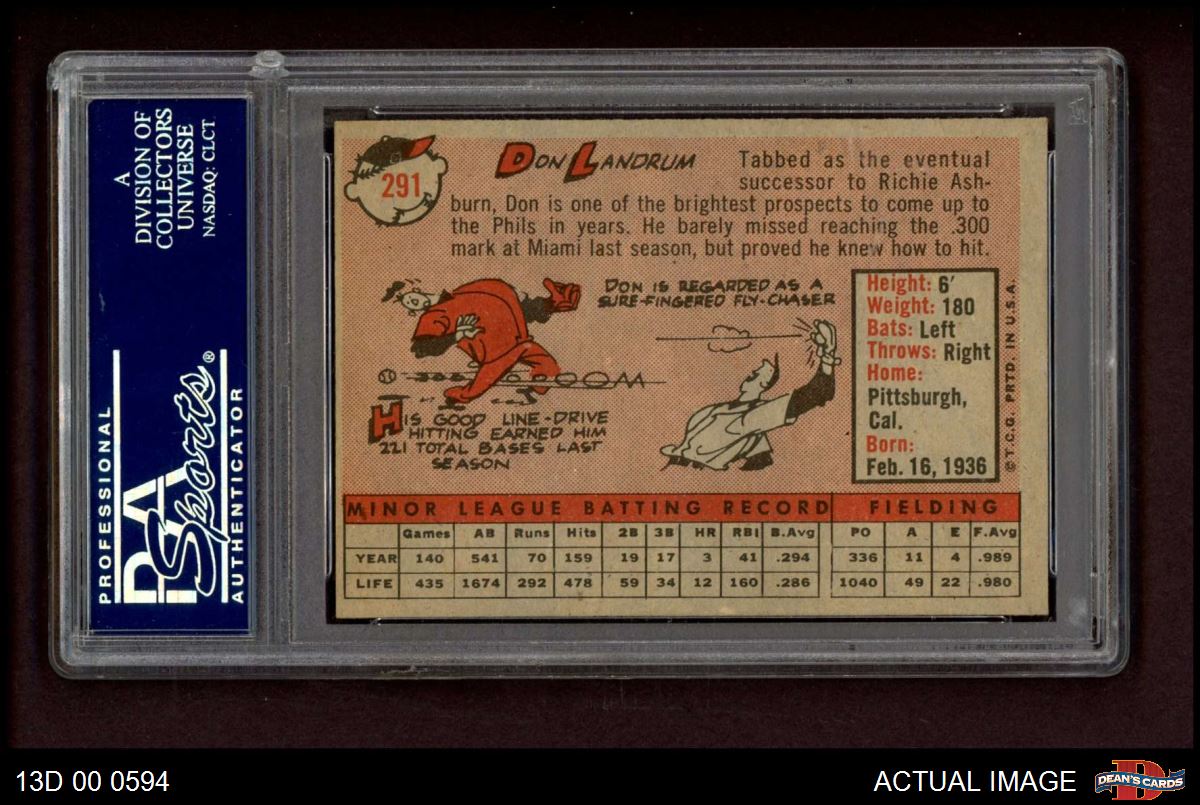 A
DIVISION OF
COLLECTORS
UNIVERSE
NASDAQ: CLCT
PROFESSIONAL
PSA
Sports®
AUTHENTICATOR
291
DON LANDRUM
Tabbed as the eventual
successor to Richie Ash-
burn, Don is one of the brightest prospects to come up to
the Phils in years. He barely missed reaching the .300
mark at Miami last season, but proved he knew how to hit.
DON IS REGARDED AS A
SURE-FINGERED FLY-CHASER
ZOOOM
HIS GOOD LINE-DRIVE
HITTING EARNED HIM
221 TOTAL BASES LAST
SEASON
Height: 6'
Weight: 180
Bats: Left
Throws: Right
Home:
Pittsburgh,
Cal.
Born:
Feb. 16, 1936
© T.C.G. PRTD. IN U.S.A.
MINOR LEAGUE BATTING RECORD FIELDING
Games AB Runs Hits 2B 3B HR RBI B.Avg PO A E F.Avg
YEAR 140 541 70 159 19 17 3 41 .294 336 11 4 .989
LIFE 435 1674 292 478 59 34 12 160 .286 1040 49 22 .980
13D 00 0594
ACTUAL IMAGE
D
DEAN'S CARDS